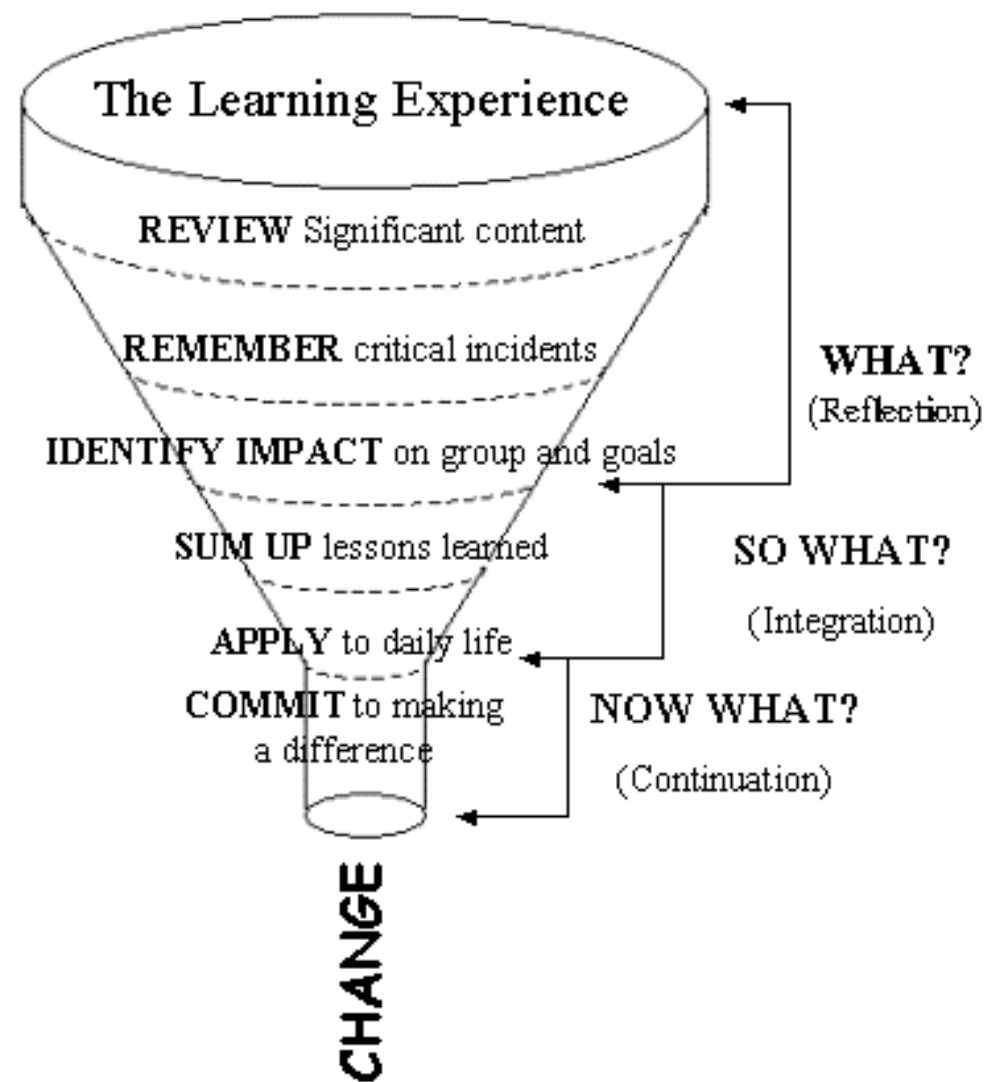 The Learning Experience
REVIEW Significant content
REMEMBER critical incidents
IDENTIFY IMPACT on group and goals
SUM UP lessons learned
APPLY to daily life
COMMIT to making
a difference
WHAT?
(Reflection)
SO WHAT?
(Integration)
NOW WHAT?
(Continuation)
CHANGE